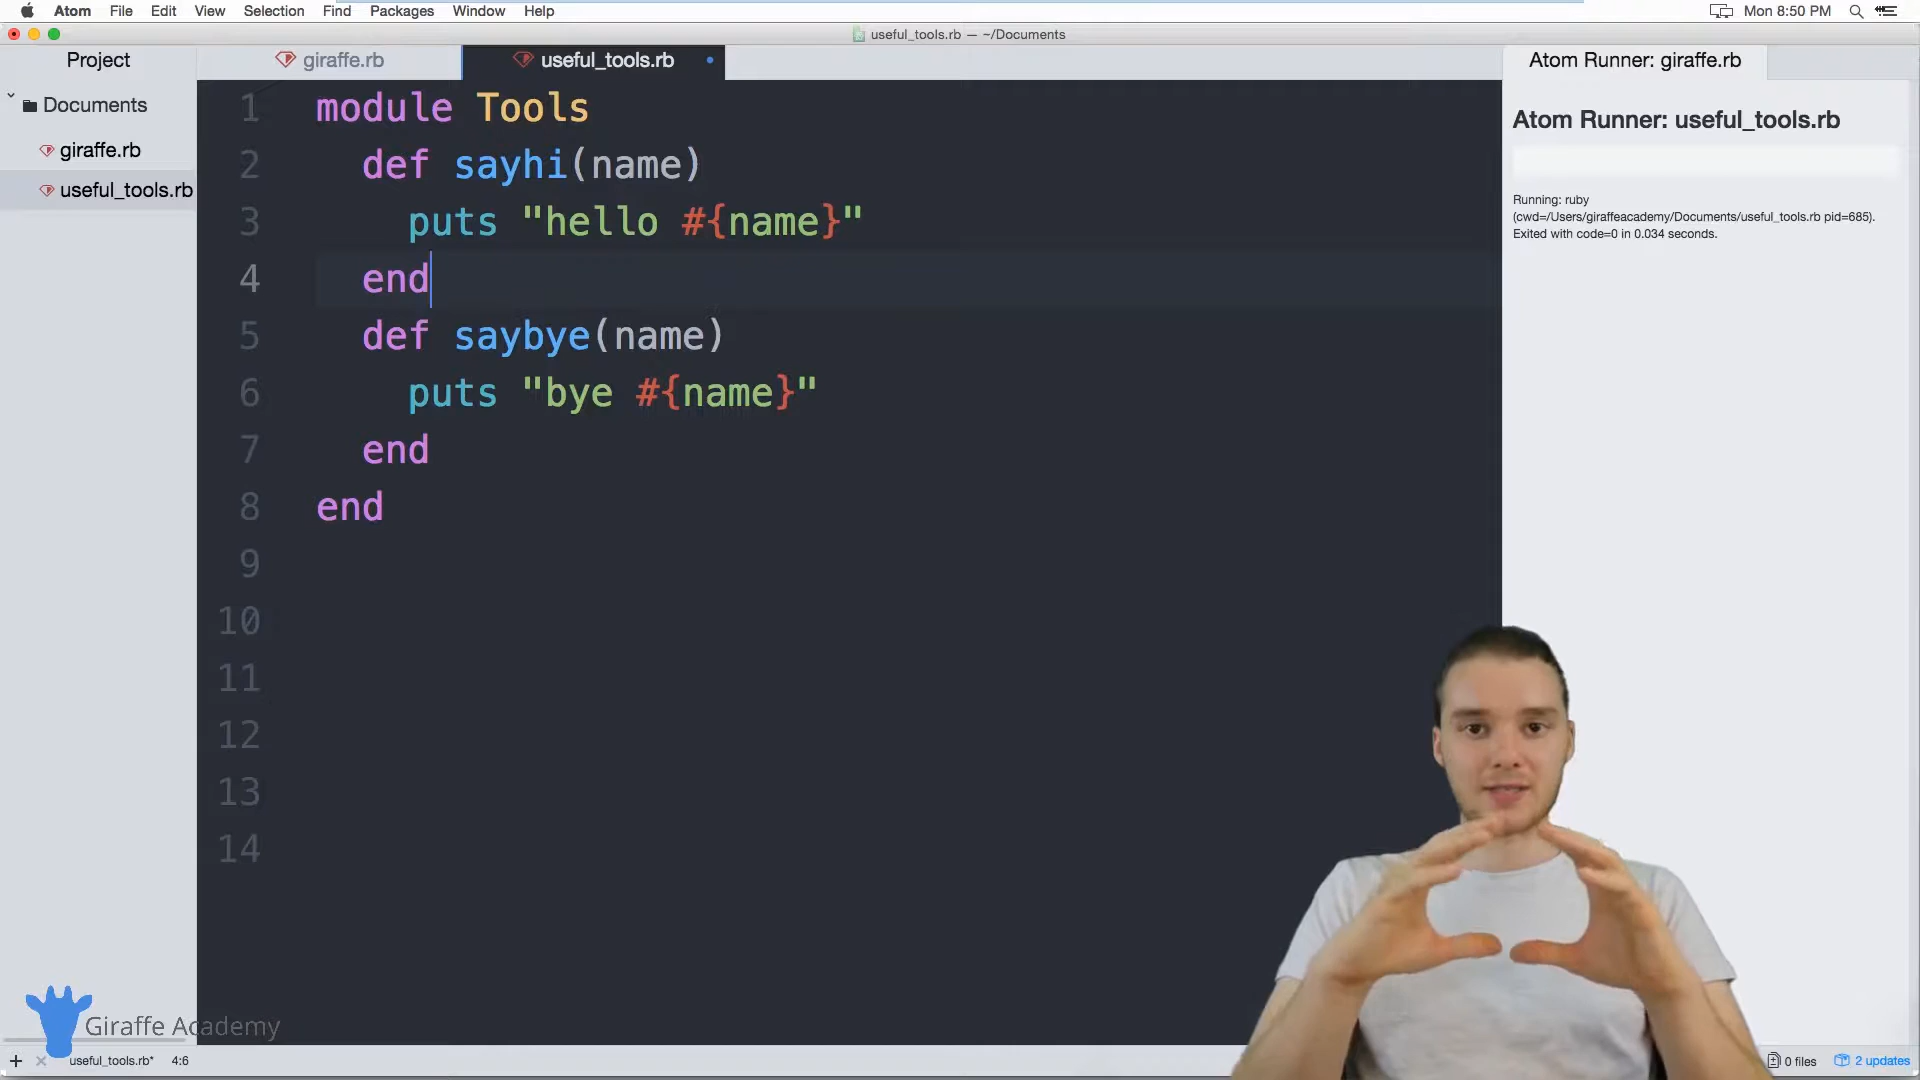 Atom File Edit View Selection Find Packages Window Help Mon 8:50 PM
useful_tools.rb — ~/Documents
Project
giraffe.rb
useful_tools.rb
Atom Runner: giraffe.rb
Documents
giraffe.rb
useful_tools.rb
1 module Tools
2 def sayhi(name)
3 puts "hello #{name}"
4 end
5 def saybye(name)
6 puts "bye #{name}"
7 end
8 end
9
10
11
12
13
14
Atom Runner: useful_tools.rb
Running: ruby
(cwd=/Users/giraffeacademy/Documents/useful_tools.rb pid=685).
Exited with code=0 in 0.034 seconds.
Giraffe Academy
useful_tools.rb* 4:6
0 files 2 updates